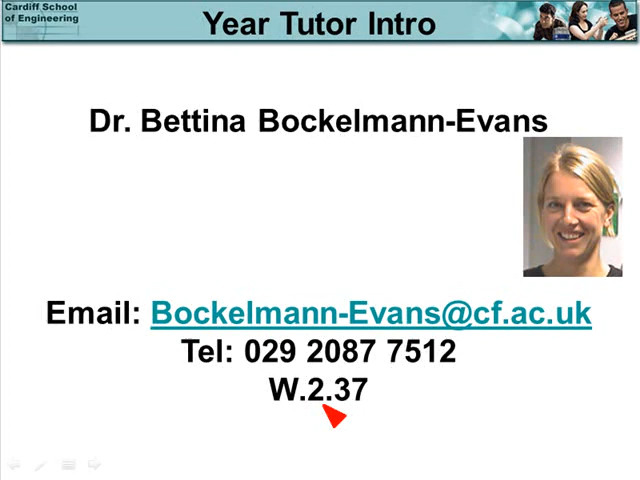 Cardiff School
of Engineering
Year Tutor Intro
Dr. Bettina Bockelmann-Evans
Email: Bockelmann-Evans@cf.ac.uk
Tel: 029 2087 7512
W.2.37